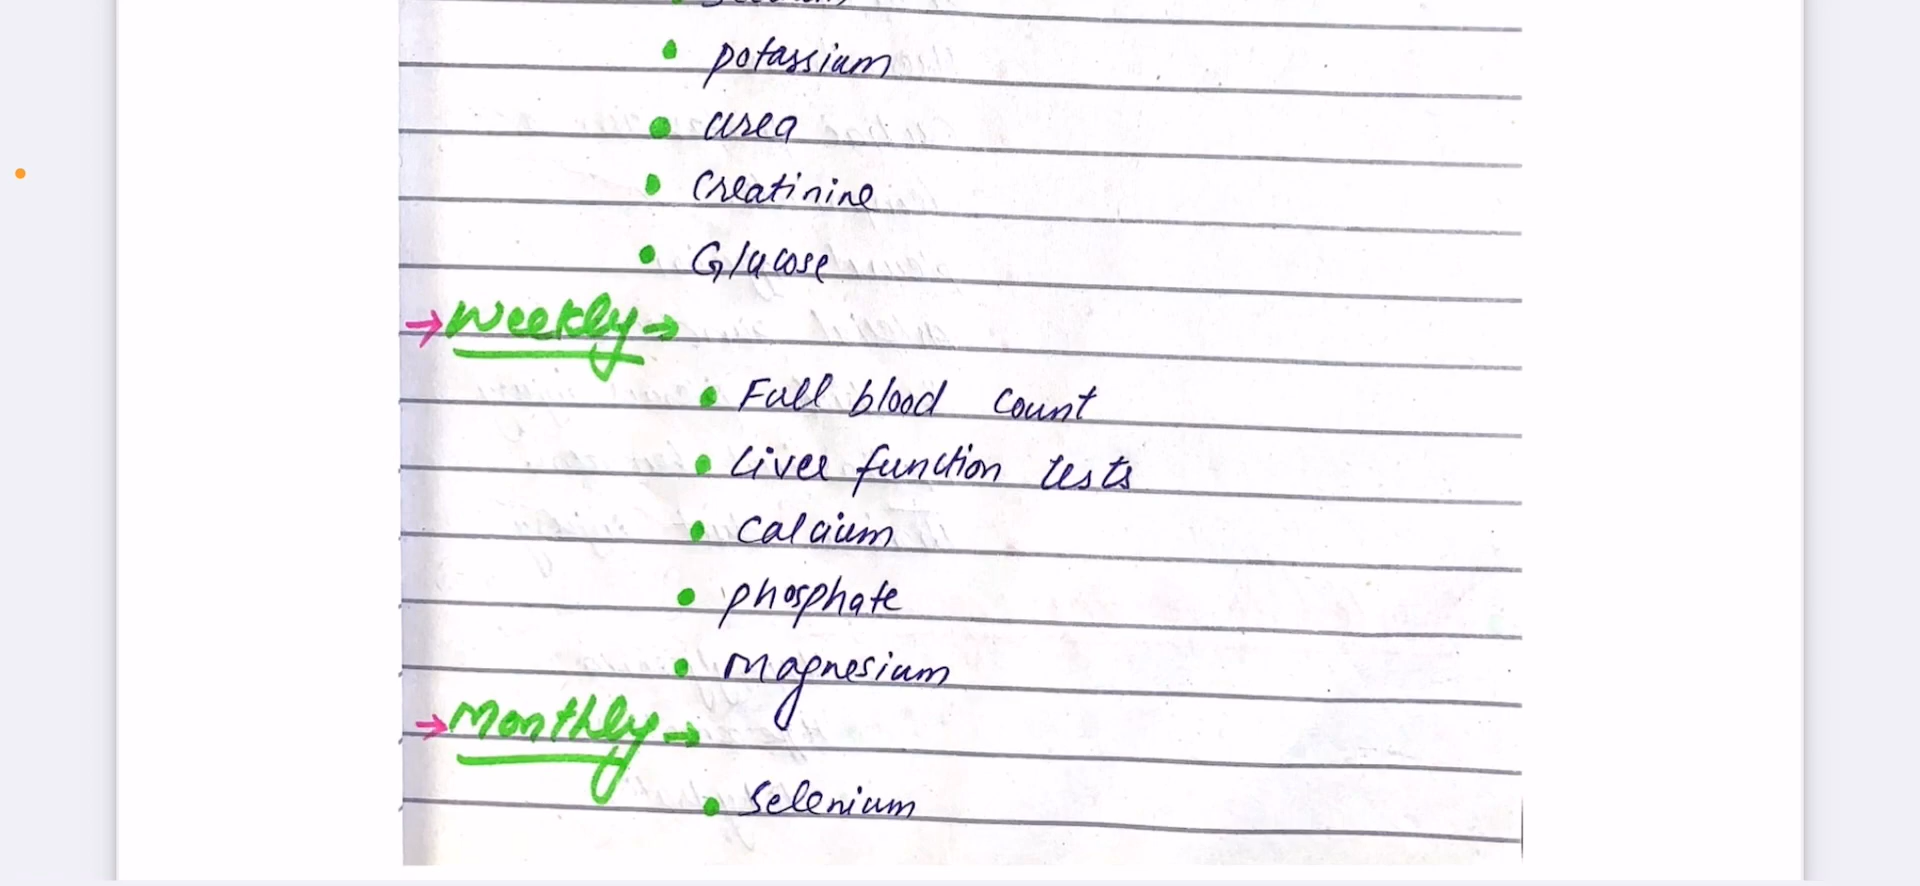 • potassium
• urea
• Creatinine
• Glucose
→ Weekly →
• Full blood count
• Liver function tests
• Calcium
• phosphate
• Magnesium
→ Monthly →
• Selenium